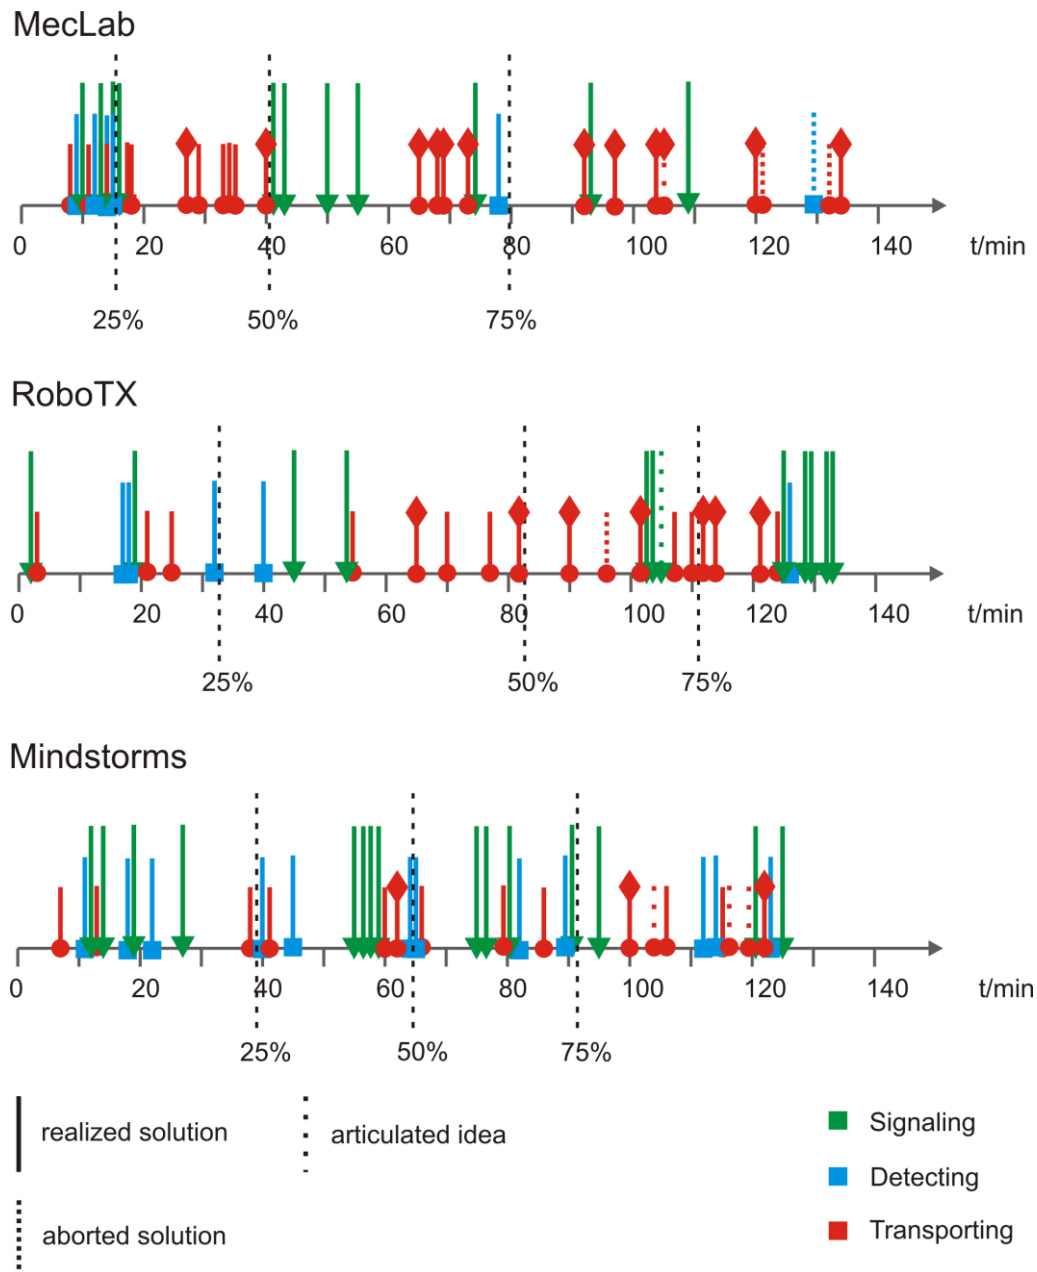 MecLab
0 20 40 60 80 100 120 140 t/min
25% 50% 75%
RoboTX
0 20 40 60 80 100 120 140 t/min
25% 50% 75%
Mindstorms
0 20 40 60 80 100 120 140 t/min
25% 50% 75%
realized solution
articulated idea
aborted solution
Signaling
Detecting
Transporting